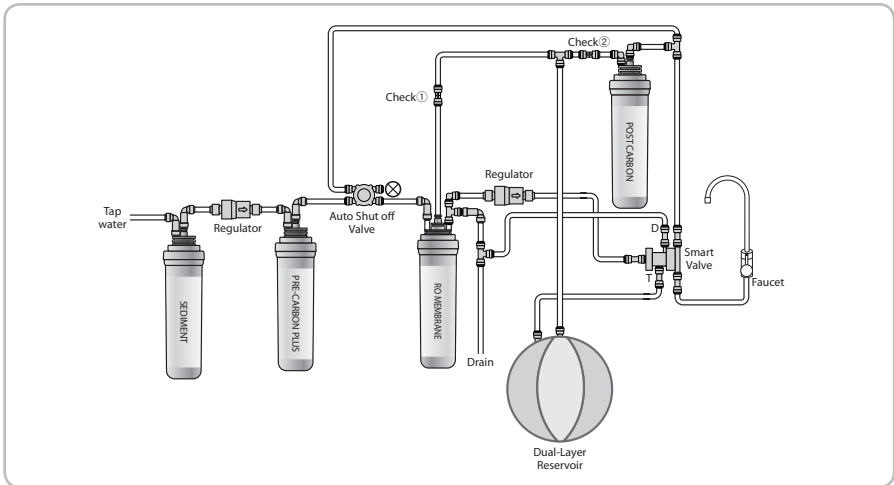 Check②
Check①
POST CARBON
Regulator
Tap
water
Regulator
Auto Shut off
Valve
D
Smart
Valve
T
Faucet
SEDIMENT
PRE-CARBON PLUS
RO MEMBRANE
Drain
Dual-Layer
Reservoir